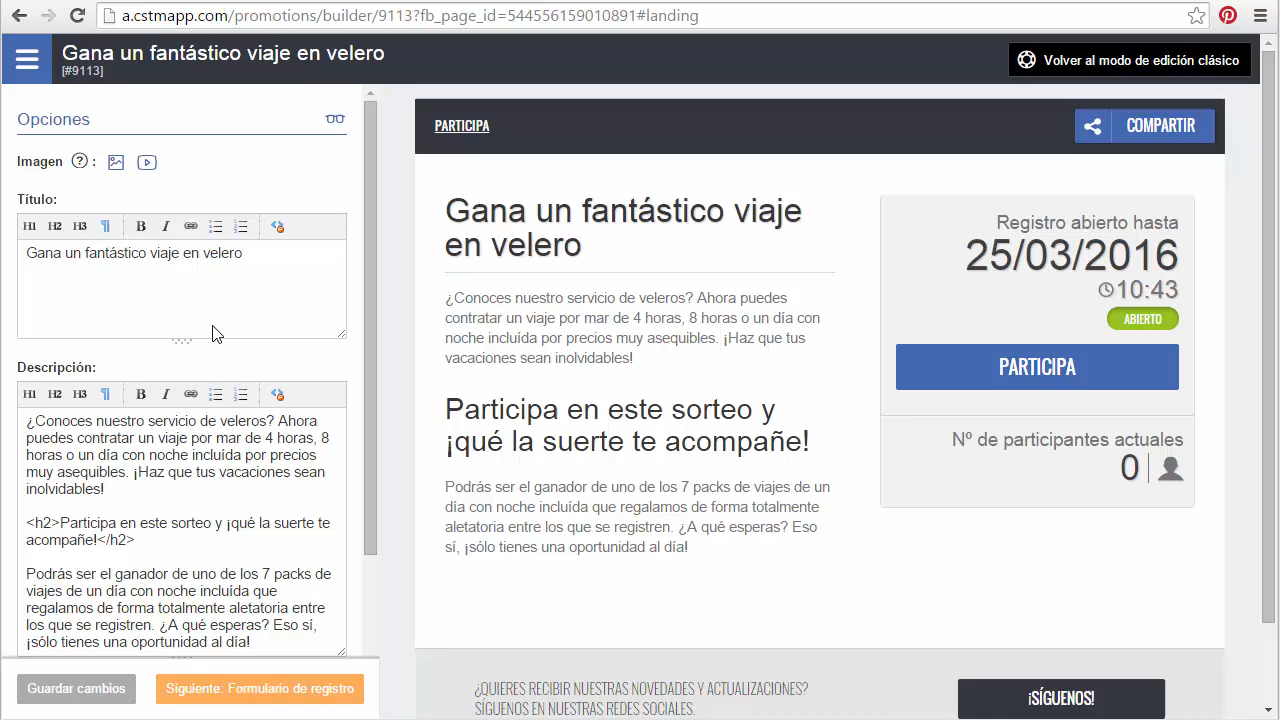 a.cstmapp.com/promotions/builder/9113?fb_page_id=544556159010891#landing
Gana un fantástico viaje en velero
[#9113]
Volver al modo de edición clásico
Opciones
Imagen ? :
Título:
H1 H2 H3 ¶ B I
Gana un fantástico viaje en velero
Descripción:
H1 H2 H3 ¶ B I
¿Conoces nuestro servicio de veleros? Ahora
puedes contratar un viaje por mar de 4 horas, 8
horas o un día con noche incluída por precios
muy asequibles. ¡Haz que tus vacaciones sean
inolvidables!
<h2>Participa en este sorteo y ¡qué la suerte te
acompañe!</h2>
Podrás ser el ganador de uno de los 7 packs de
viajes de un día con noche incluída que
regalamos de forma totalmente aletatoria entre
los que se registren. ¿A qué esperas? Eso sí,
¡sólo tienes una oportunidad al día!
Guardar cambios
Siguiente: Formulario de registro
PARTICIPA
COMPARTIR
Gana un fantástico viaje
en velero
¿Conoces nuestro servicio de veleros? Ahora puedes
contratar un viaje por mar de 4 horas, 8 horas o un día con
noche incluída por precios muy asequibles. ¡Haz que tus
vacaciones sean inolvidables!
Participa en este sorteo y
¡qué la suerte te acompañe!
Podrás ser el ganador de uno de los 7 packs de viajes de un
día con noche incluída que regalamos de forma totalmente
aletatoria entre los que se registren. ¿A qué esperas? Eso
sí, ¡sólo tienes una oportunidad al día!
Registro abierto hasta
25/03/2016
10:43
ABIERTO
PARTICIPA
Nº de participantes actuales
0
¿QUIERES RECIBIR NUESTRAS NOVEDADES Y ACTUALIZACIONES?
SÍGUENOS EN NUESTRAS REDES SOCIALES.
¡SÍGUENOS!